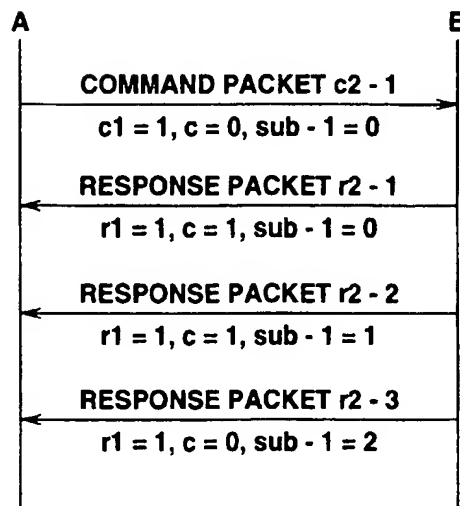 A
COMMAND PACKET c2 - 1
c1 = 1, c = 0, sub - 1 = 0
RESPONSE PACKET r2 - 1
r1 = 1, c = 1, sub - 1 = 0
RESPONSE PACKET r2 - 2
r1 = 1, c = 1, sub - 1 = 1
RESPONSE PACKET r2 - 3
r1 = 1, c = 0, sub - 1 = 2